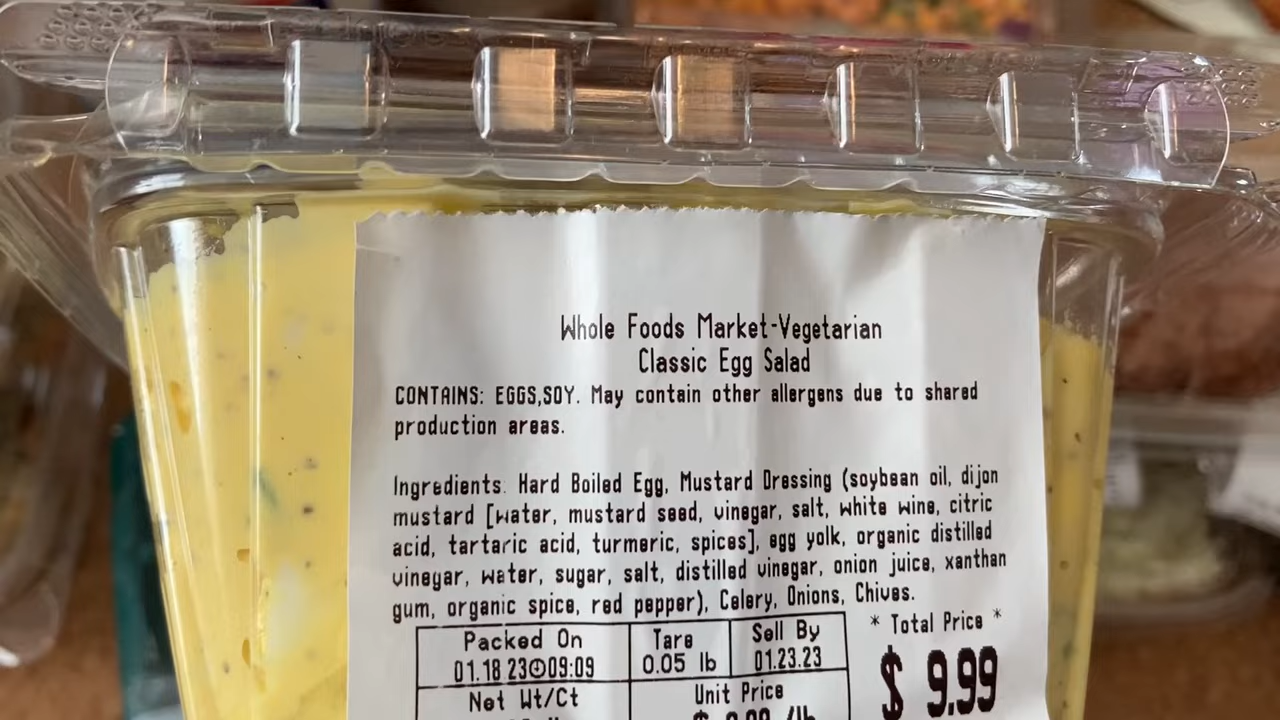 Whole Foods Market-Vegetarian
Classic Egg Salad
CONTAINS: EGGS,SOY. May contain other allergens due to shared
production areas.
Ingredients: Hard Boiled Egg, Mustard Dressing (soybean oil, dijon
mustard [water, mustard seed, vinegar, salt, white wine, citric
acid, tartaric acid, turmeric, spices], egg yolk, organic distilled
vinegar, water, sugar, salt, distilled vinegar, onion juice, xanthan
gum, organic spice, red pepper), Celery, Onions, Chives.
Packed On Tare Sell By * Total Price *
01.18 23 09:09 0.05 lb 01.23.23 $ 9.99
Net Wt/Ct Unit Price